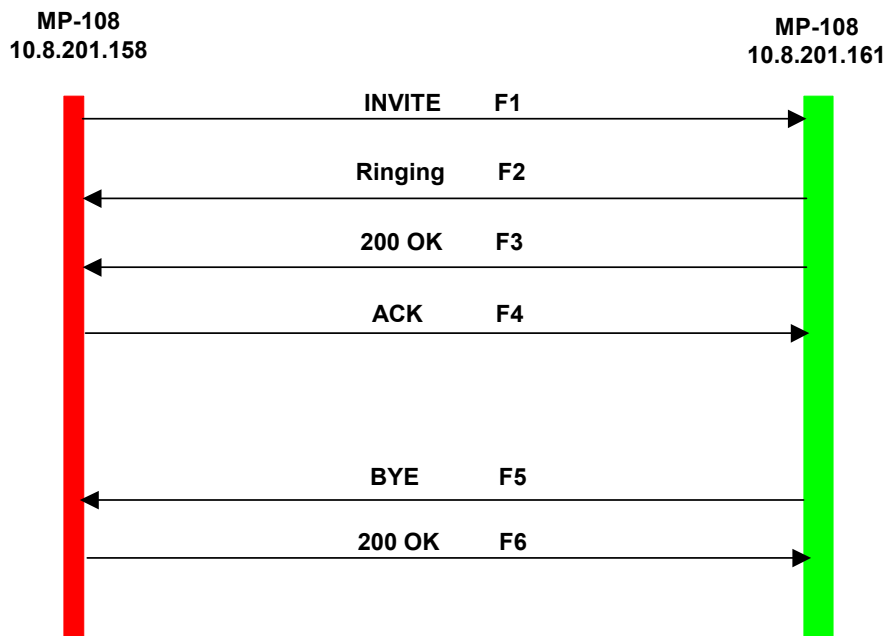 MP-108
10.8.201.158
MP-108
10.8.201.161
INVITE F1
Ringing F2
200 OK F3
ACK F4
BYE F5
200 OK F6